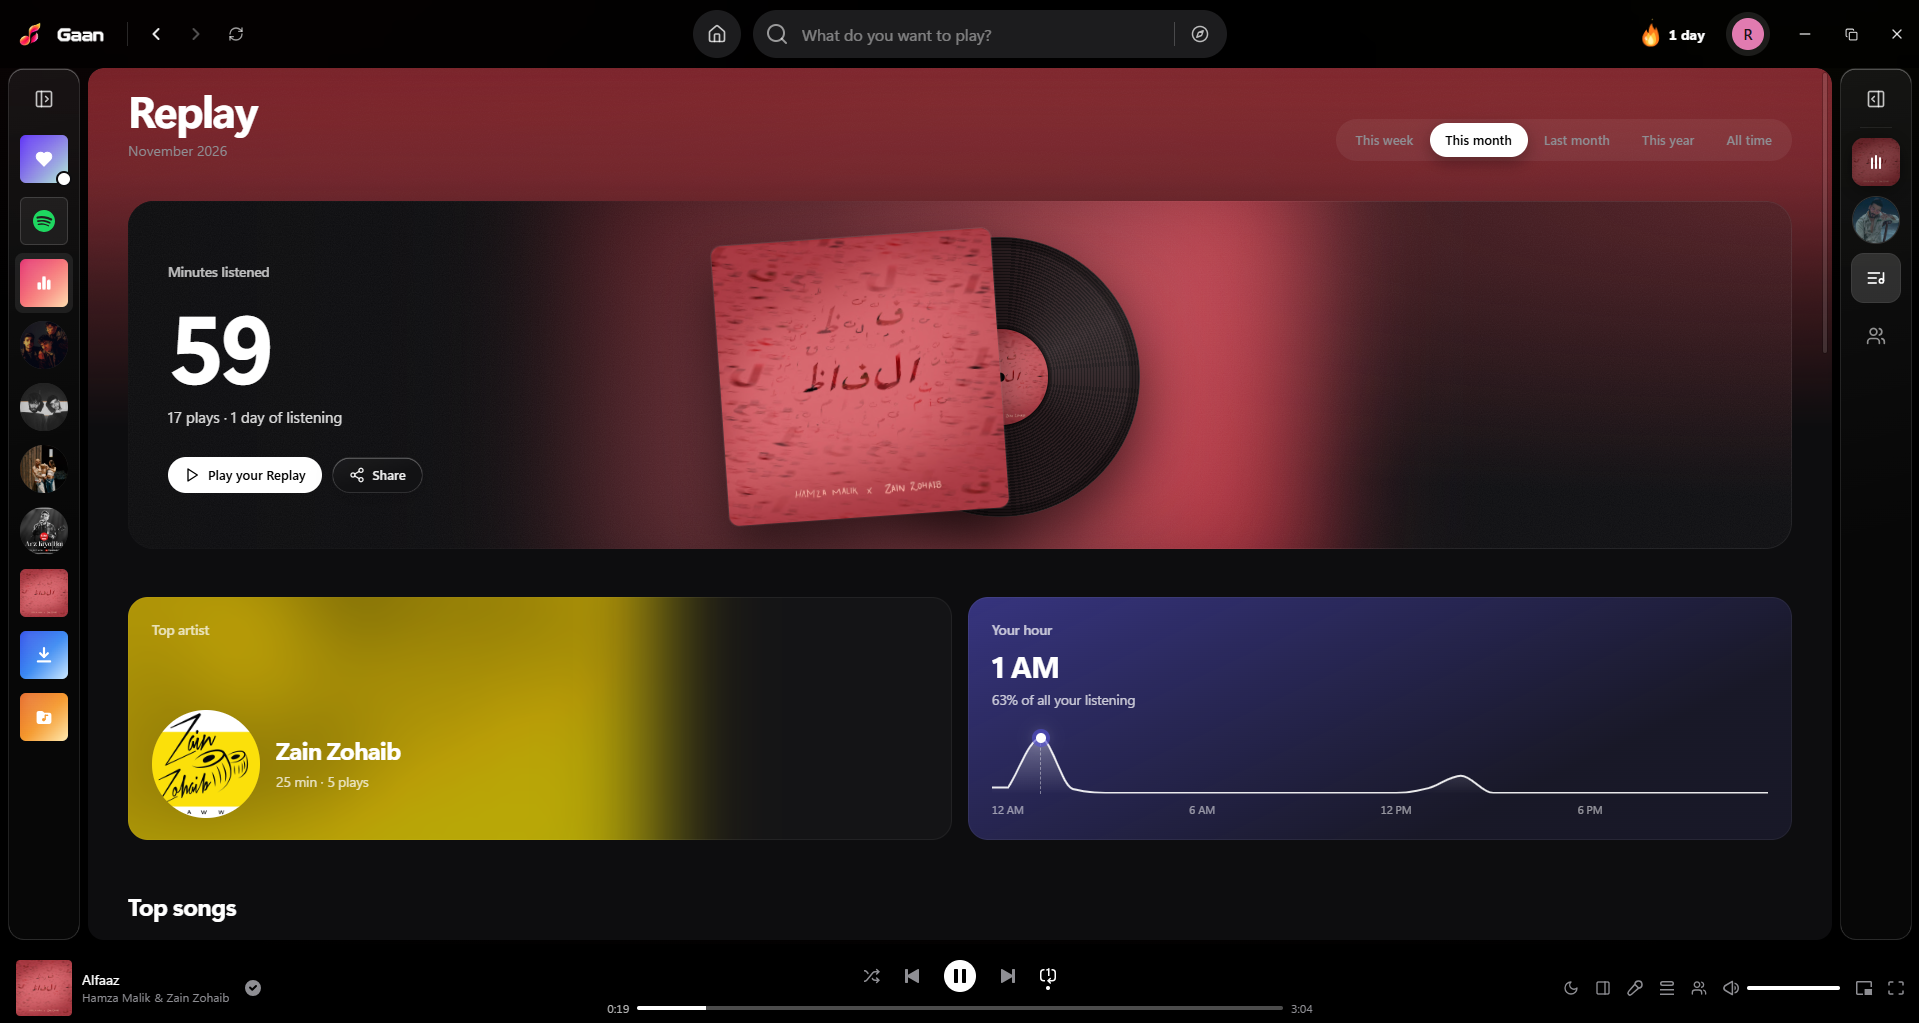 Gaan
What do you want to play?
1 day
R
Replay
November 2026
This week
This month
Last month
This year
All time
Minutes listened
59
17 plays · 1 day of listening
Play your Replay
Share
الفاظ
HAMZA MALIK X ZAIN ZOHAIB
Top artist
Zain
Zohaib
A W W
Zain Zohaib
25 min · 5 plays
Your hour
1 AM
63% of all your listening
12 AM
6 AM
12 PM
6 PM
Top songs
Alfaaz
Hamza Malik & Zain Zohaib
1
0:19
3:04